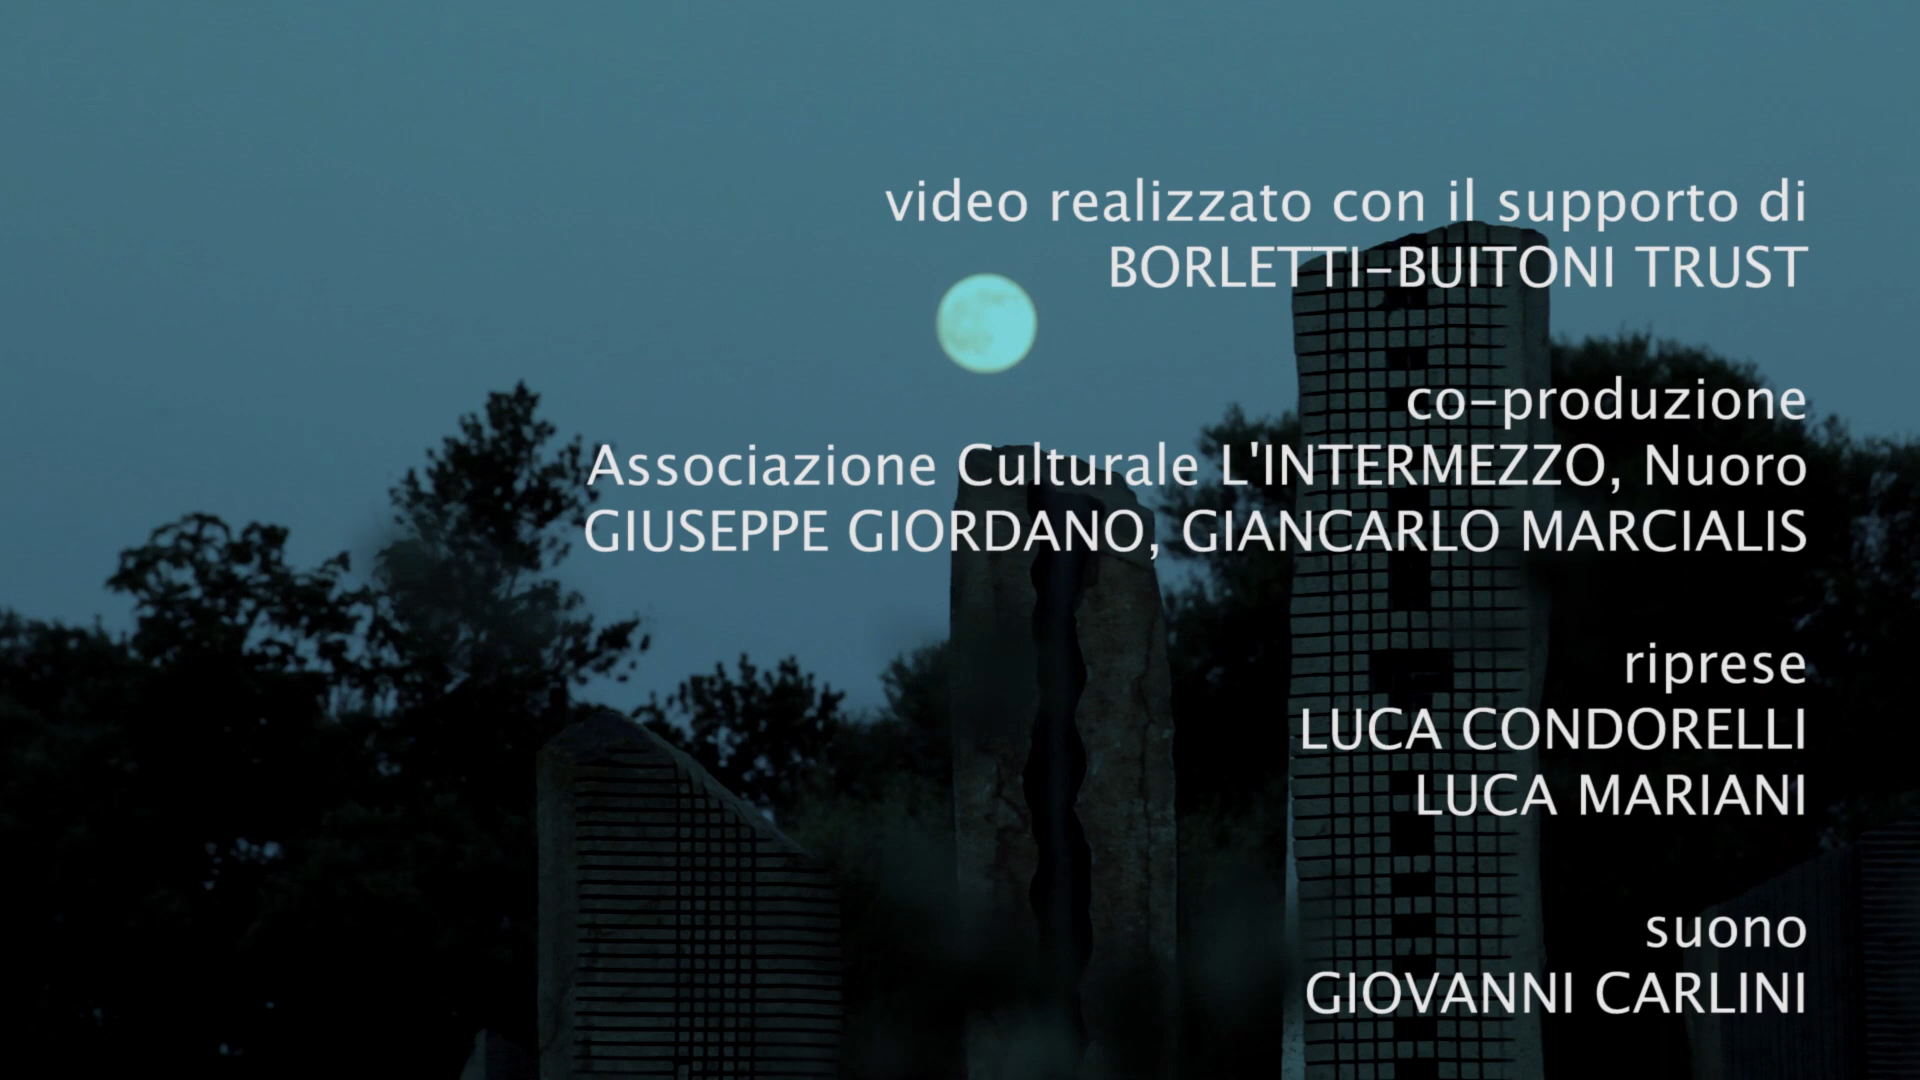 video realizzato con il supporto di
BORLETTI-BUITONI TRUST
co-produzione
Associazione Culturale L'INTERMEZZO, Nuoro
GIUSEPPE GIORDANO, GIANCARLO MARCIALIS
riprese
LUCA CONDORELLI
LUCA MARIANI
suono
GIOVANNI CARLINI